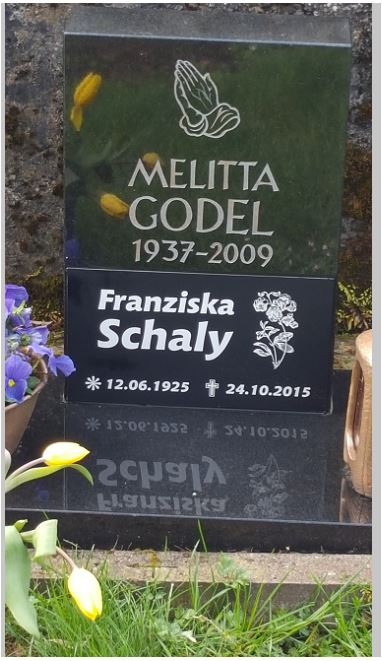 MELITTA
GODEL
1937-2009
Franziska
Schaly
* 12.06.1925 † 24.10.2015